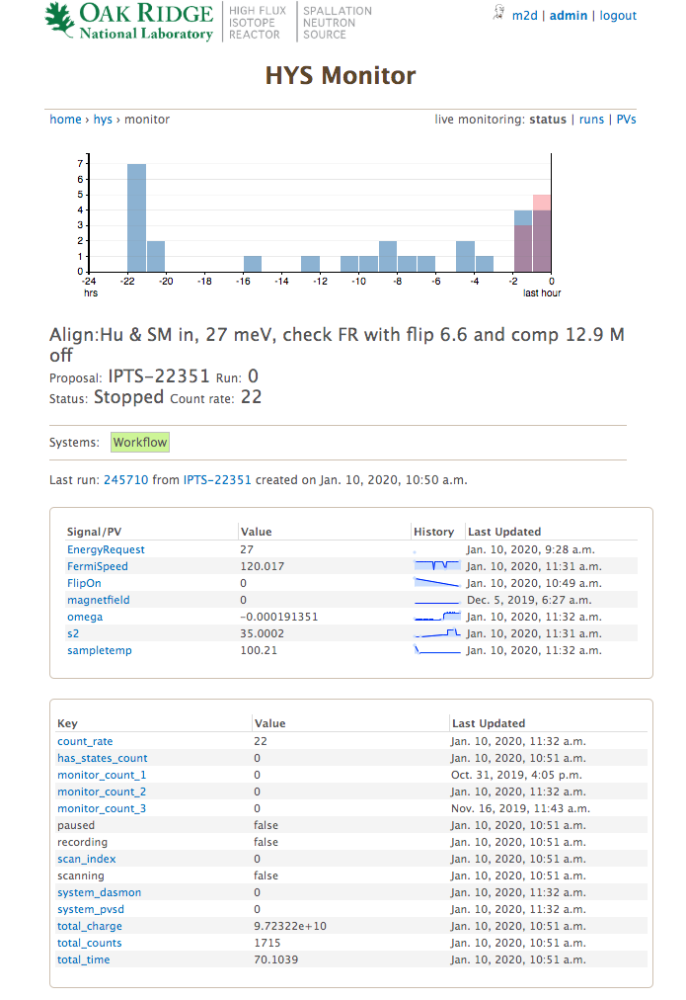 OAK RIDGE
National Laboratory
HIGH FLUX
ISOTOPE
REACTOR
SPALLATION
NEUTRON
SOURCE
m2d | admin | logout
HYS Monitor
home › hys › monitor
live monitoring: status | runs | PVs
7
6
5
4
3
2
1
0
-24 -22 -20 -18 -16 -14 -12 -10 -8 -6 -4 -2 0
hrs last hour
Align:Hu & SM in, 27 meV, check FR with flip 6.6 and comp 12.9 M
off
Proposal: IPTS-22351 Run: 0
Status: Stopped Count rate: 22
Systems: Workflow
Last run: 245710 from IPTS-22351 created on Jan. 10, 2020, 10:50 a.m.
Signal/PV Value History Last Updated
EnergyRequest 27 Jan. 10, 2020, 9:28 a.m.
FermiSpeed 120.017 Jan. 10, 2020, 11:31 a.m.
FlipOn 0 Jan. 10, 2020, 10:49 a.m.
magnetfield 0 Dec. 5, 2019, 6:27 a.m.
omega -0.000191351 Jan. 10, 2020, 11:32 a.m.
s2 35.0002 Jan. 10, 2020, 11:31 a.m.
sampletemp 100.21 Jan. 10, 2020, 11:32 a.m.
Key Value Last Updated
count_rate 22 Jan. 10, 2020, 11:32 a.m.
has_states_count 0 Jan. 10, 2020, 10:51 a.m.
monitor_count_1 0 Oct. 31, 2019, 4:05 p.m.
monitor_count_2 0 Jan. 10, 2020, 11:32 a.m.
monitor_count_3 0 Nov. 16, 2019, 11:43 a.m.
paused false Jan. 10, 2020, 10:51 a.m.
recording false Jan. 10, 2020, 10:51 a.m.
scan_index 0 Jan. 10, 2020, 10:51 a.m.
scanning false Jan. 10, 2020, 10:51 a.m.
system_dasmon 0 Jan. 10, 2020, 11:32 a.m.
system_pvsd 0 Jan. 10, 2020, 11:32 a.m.
total_charge 9.72322e+10 Jan. 10, 2020, 10:51 a.m.
total_counts 1715 Jan. 10, 2020, 10:51 a.m.
total_time 70.1039 Jan. 10, 2020, 10:51 a.m.